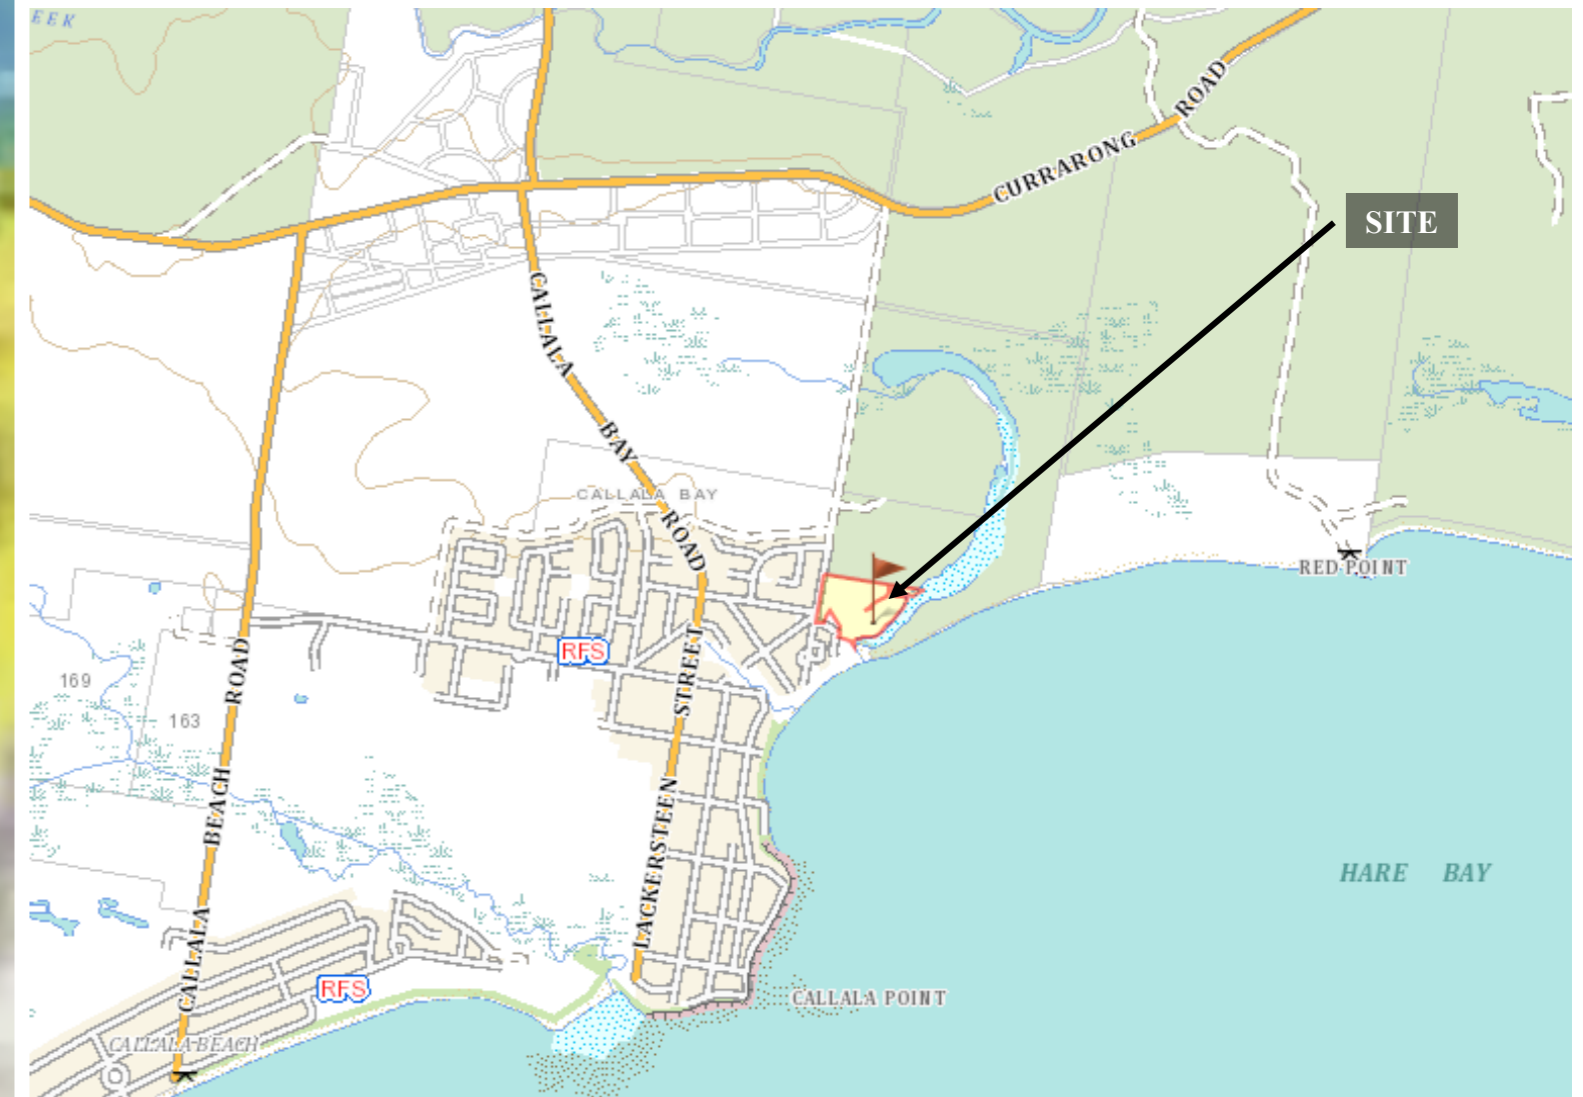 EEK
CURRARONG ROAD
SITE
CALLALA BAY ROAD
CALLALA BAY
RED POINT
RFS
LACKERSTEEN STREET
169
163
CALLALA BEACH ROAD
HARE BAY
RFS
CALLALA POINT
CALLALA BEACH